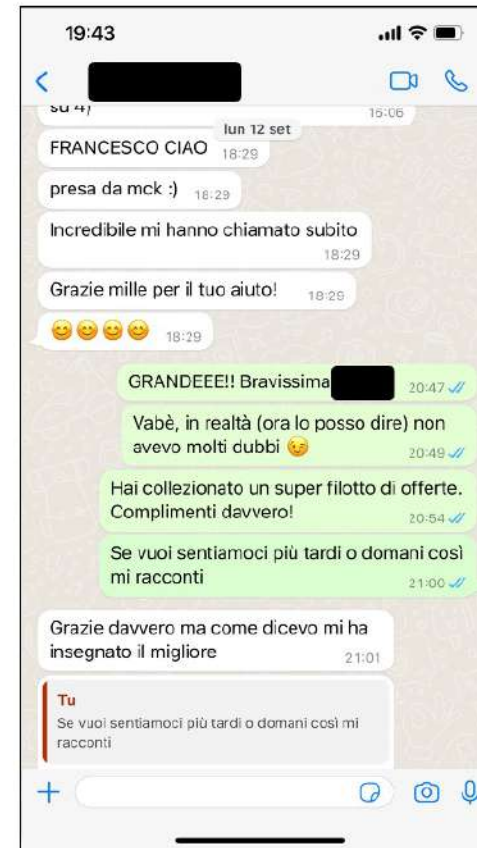 19:43
su 4)
16:06
lun 12 set
FRANCESCO CIAO 18:29
presa da mck :) 18:29
Incredibile mi hanno chiamato subito
18:29
Grazie mille per il tuo aiuto! 18:29
😊😊😊😊 18:29
GRANDEEE!! Bravissima 20:47
Vabè, in realtà (ora lo posso dire) non
avevo molti dubbi 😉 20:49
Hai collezionato un super filotto di offerte.
Complimenti davvero! 20:54
Se vuoi sentiamoci più tardi o domani così
mi racconti 21:00
Grazie davvero ma come dicevo mi ha
insegnato il migliore 21:01
Tu
Se vuoi sentiamoci più tardi o domani così mi
racconti